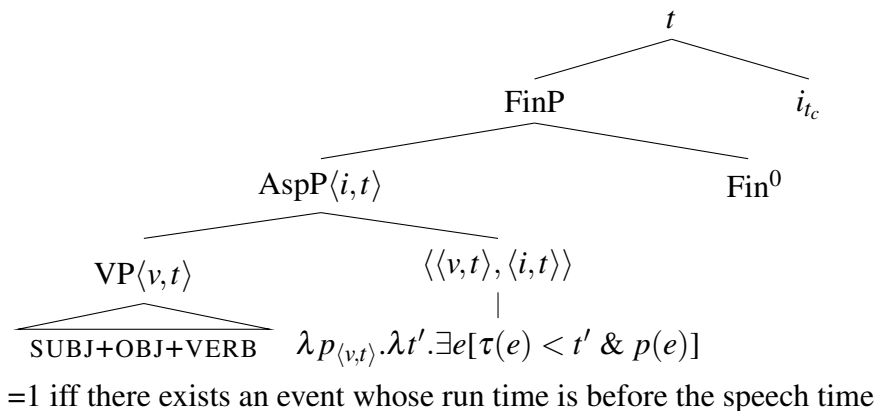 t
FinP i_{t_c}
AspP⟨i,t⟩ Fin⁰
VP⟨v,t⟩ ⟨⟨v,t⟩,⟨i,t⟩⟩
SUBJ+OBJ+VERB λp_{⟨v,t⟩}.λt′.∃e[τ(e) < t′ & p(e)]
=1 iff there exists an event whose run time is before the speech time